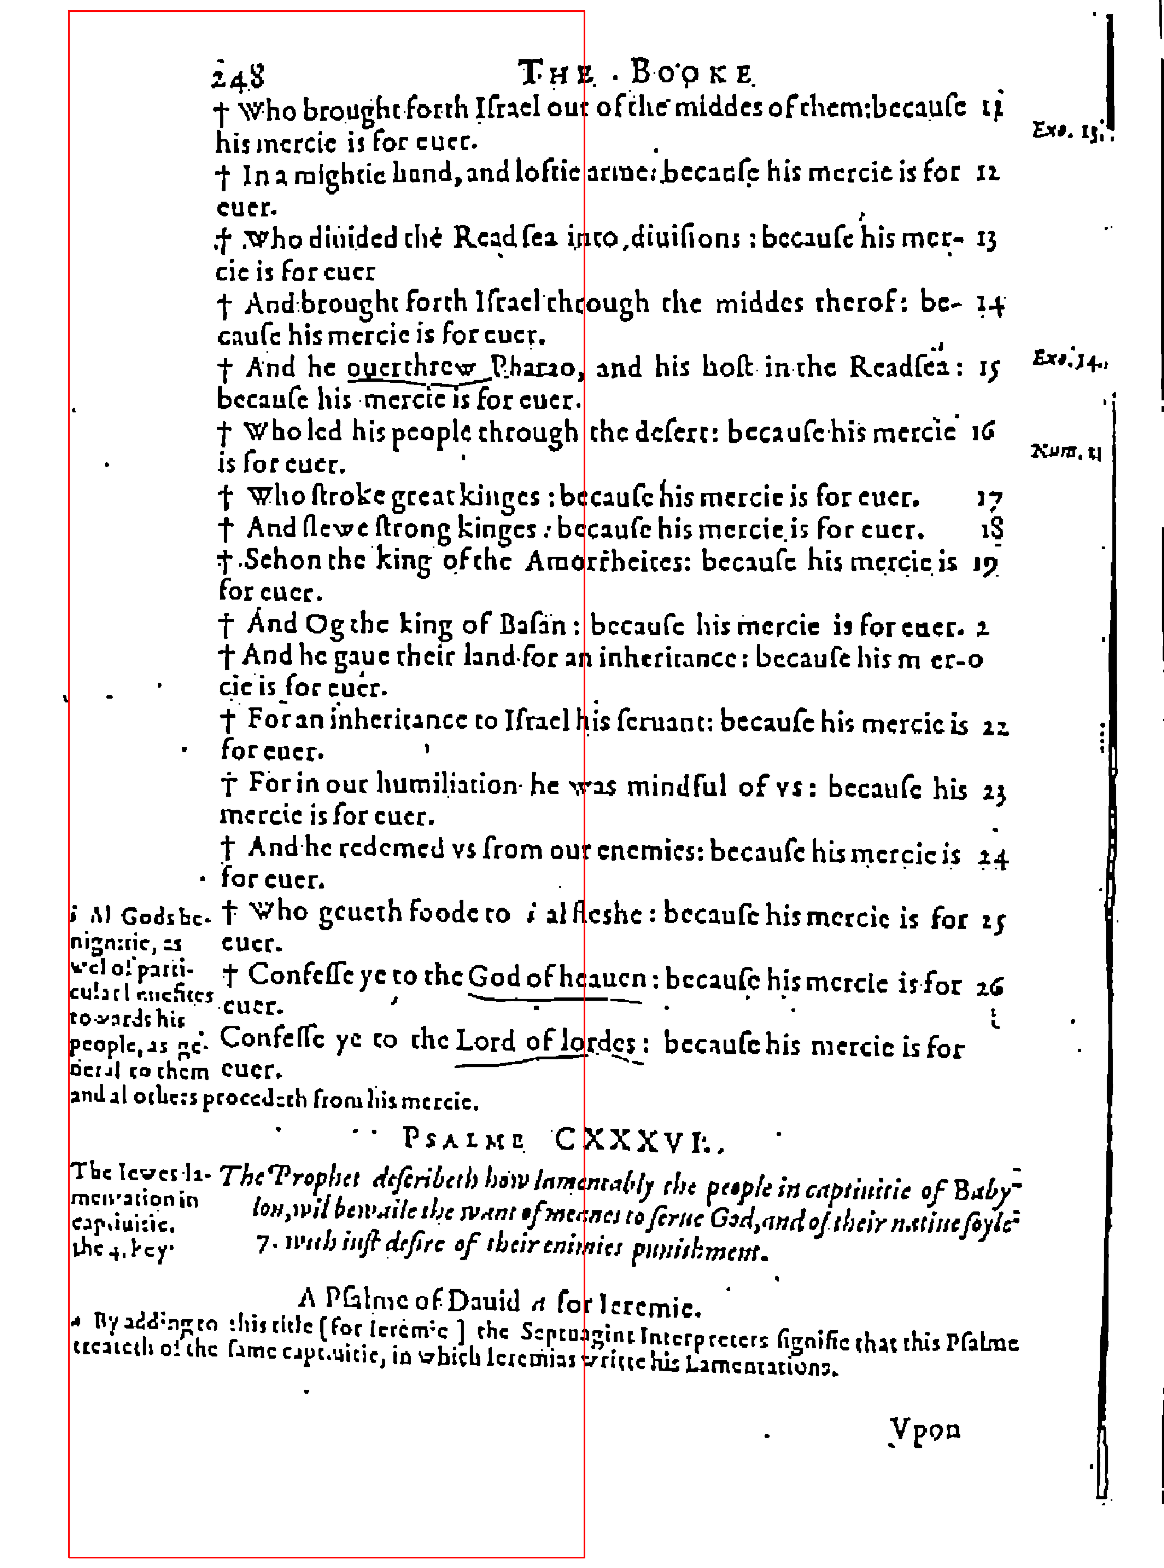 248 THE BOOKE
† Who brought forth Iſrael out of the middes of them: becauſe 11
his mercie is for euer.
Exo. 13.
† In a mightie hand, and loftie arme: becauſe his mercie is for 12
euer.
† Who diuided the Read ſea into diuiſions: becauſe his mer- 13
cie is for euer
† And brought forth Iſrael through the middes therof: be- 14
cauſe his mercie is for euer.
† And he ouerthrew Pharao, and his hoſt in the Readſea: 15
Exo. 14.
becauſe his mercie is for euer.
† Who led his people through the deſert: becauſe his mercie 16
Num. 21
is for euer.
† Who ſtroke great kinges: becauſe his mercie is for euer. 17
† And ſlewe ſtrong kinges: becauſe his mercie is for euer. 18
† Sehon the king of the Amorrheites: becauſe his mercie is 19
for euer.
† And Og the king of Baſan: becauſe his mercie is for euer. 2
† And he gaue their land for an inheritance: becauſe his m er-o
cie is for euer.
† For an inheritance to Iſrael his ſeruant: becauſe his mercie is 22
for euer.
† For in our humiliation he was mindful of vs: becauſe his 23
mercie is for euer.
† And he redemed vs from our enemies: becauſe his mercie is 24
for euer.
† Who geueth foode to i al fleshe: becauſe his mercie is for 25
euer.
† Confeſſe ye to the God of heauen: becauſe his mercie is for 26
euer.
Confeſſe ye to the Lord of lordes: becauſe his mercie is for
euer.
i Al Gods be-
nignitie, as
wel of parti-
cular benefites
towards his
people, as ge-
neral to them
and al others procedeth from his mercie.
PSALME CXXXVI.
The Iewes la-
mentation in
captiuitie.
the 4. key
The Prophet deſcribeth how lamentably the people in captiuitie of Baby-
lon, wil bewaile the want of meanes to ſerue God, and of their natiue ſoyle:
7. with iuſt deſire of their enimies punishment.
A Pſalme of Dauid a for Ieremie.
a By adding to this title [for Ieremie] the Septuagint Interpreters ſignifie that this Pſalme
treateth of the ſame captiuitie, in which Ieremias writte his Lamentations.
Vpon